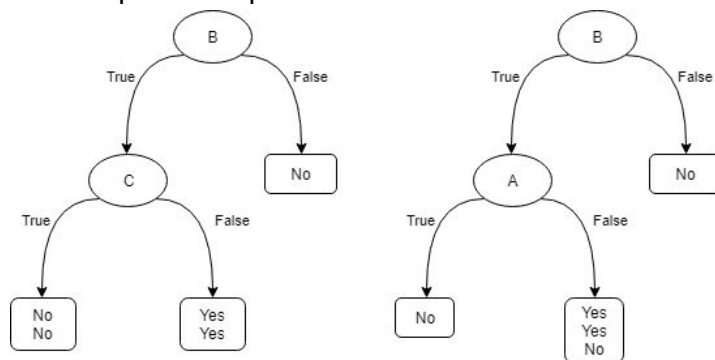 B
True
False
C
No
True
False
No
No
Yes
Yes
B
True
False
A
No
True
False
No
Yes
Yes
No